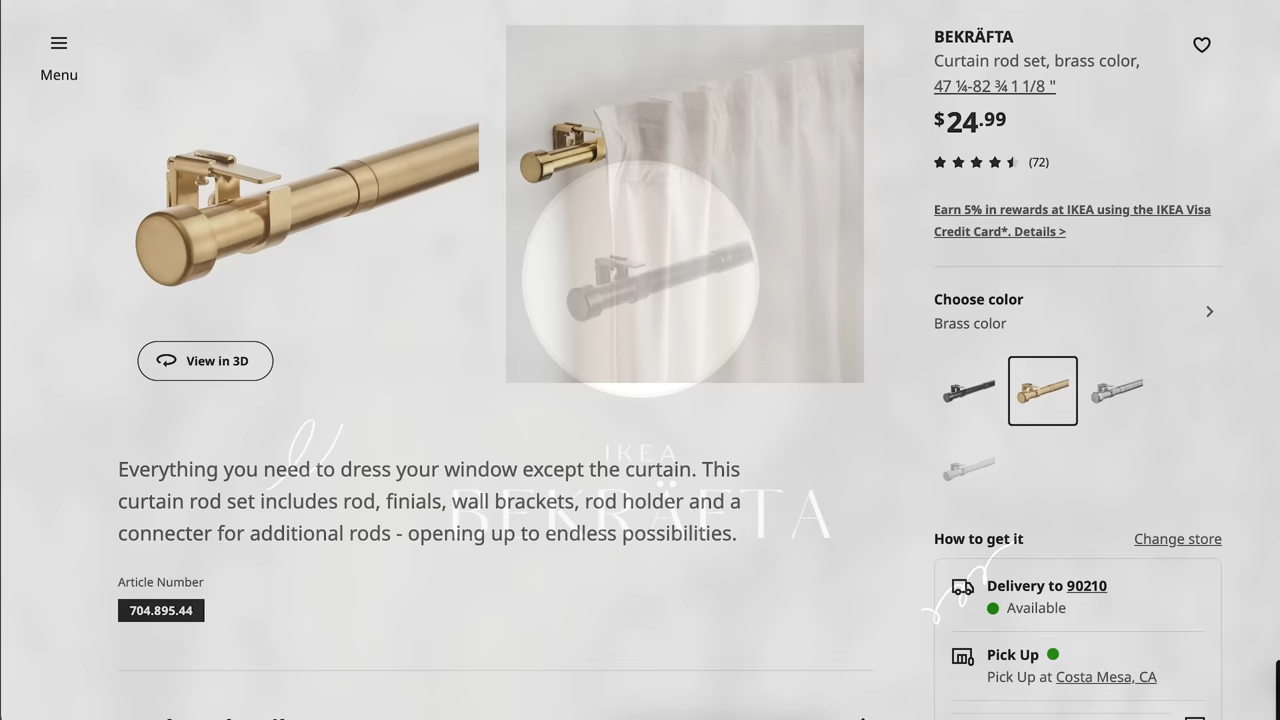 Menu
View in 3D
IKEA
BEKRÄFTA
Everything you need to dress your window except the curtain. This
curtain rod set includes rod, finials, wall brackets, rod holder and a
connecter for additional rods - opening up to endless possibilities.
Article Number
704.895.44
BEKRÄFTA
Curtain rod set, brass color,
47 ¼-82 ¾ 1 1/8 "
$24.99
(72)
Earn 5% in rewards at IKEA using the IKEA Visa
Credit Card*. Details >
Choose color
Brass color
How to get it
Change store
Delivery to 90210
Available
Pick Up
Pick Up at Costa Mesa, CA